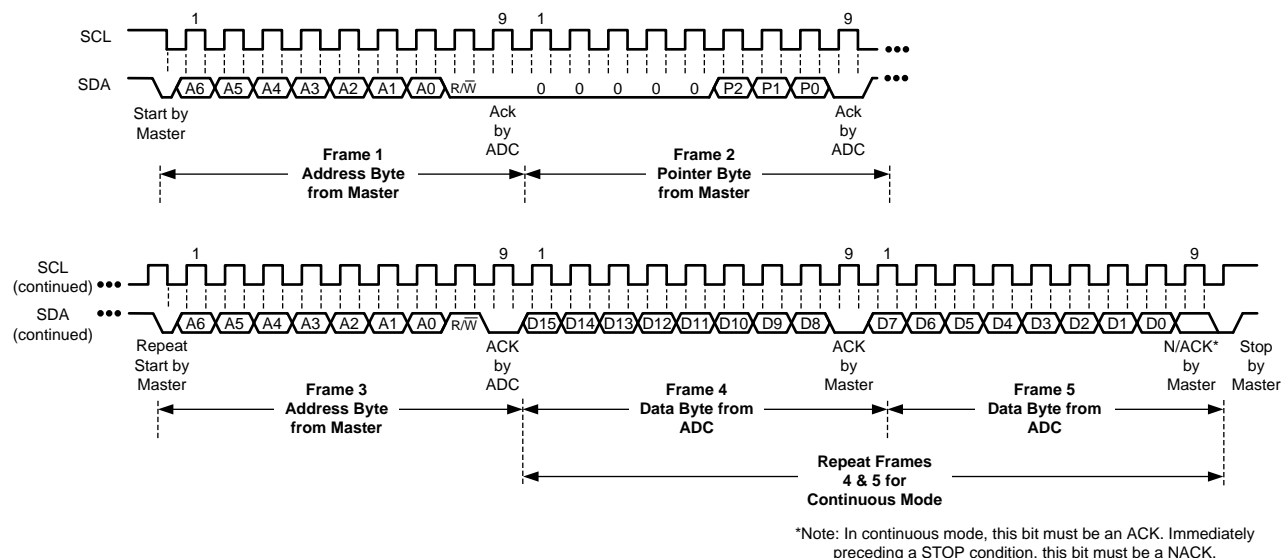 1 9 1 9
SCL
SDA A6 A5 A4 A3 A2 A1 A0 R/W̅ 0 0 0 0 0 P2 P1 P0
Start by Master
Ack by ADC
Ack by ADC
Frame 1
Address Byte
from Master
Frame 2
Pointer Byte
from Master
1 9 1 9 1 9
SCL
(continued)
SDA
(continued)
A6 A5 A4 A3 A2 A1 A0 R/W̅ D15 D14 D13 D12 D11 D10 D9 D8 D7 D6 D5 D4 D3 D2 D1 D0
Repeat Start by Master
ACK by ADC
ACK by Master
N/ACK* by Master
Stop by Master
Frame 3
Address Byte
from Master
Frame 4
Data Byte from
ADC
Frame 5
Data Byte from
ADC
Repeat Frames
4 & 5 for
Continuous Mode
*Note: In continuous mode, this bit must be an ACK. Immediately
preceding a STOP condition, this bit must be a NACK.